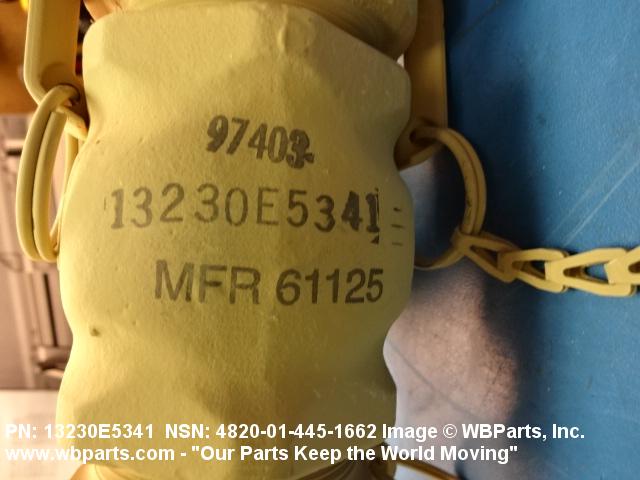 97403-
13230E5341
MFR 61125
PN: 13230E5341 NSN: 4820-01-445-1662 Image © WBParts, Inc.
www.wbparts.com - "Our Parts Keep the World Moving"